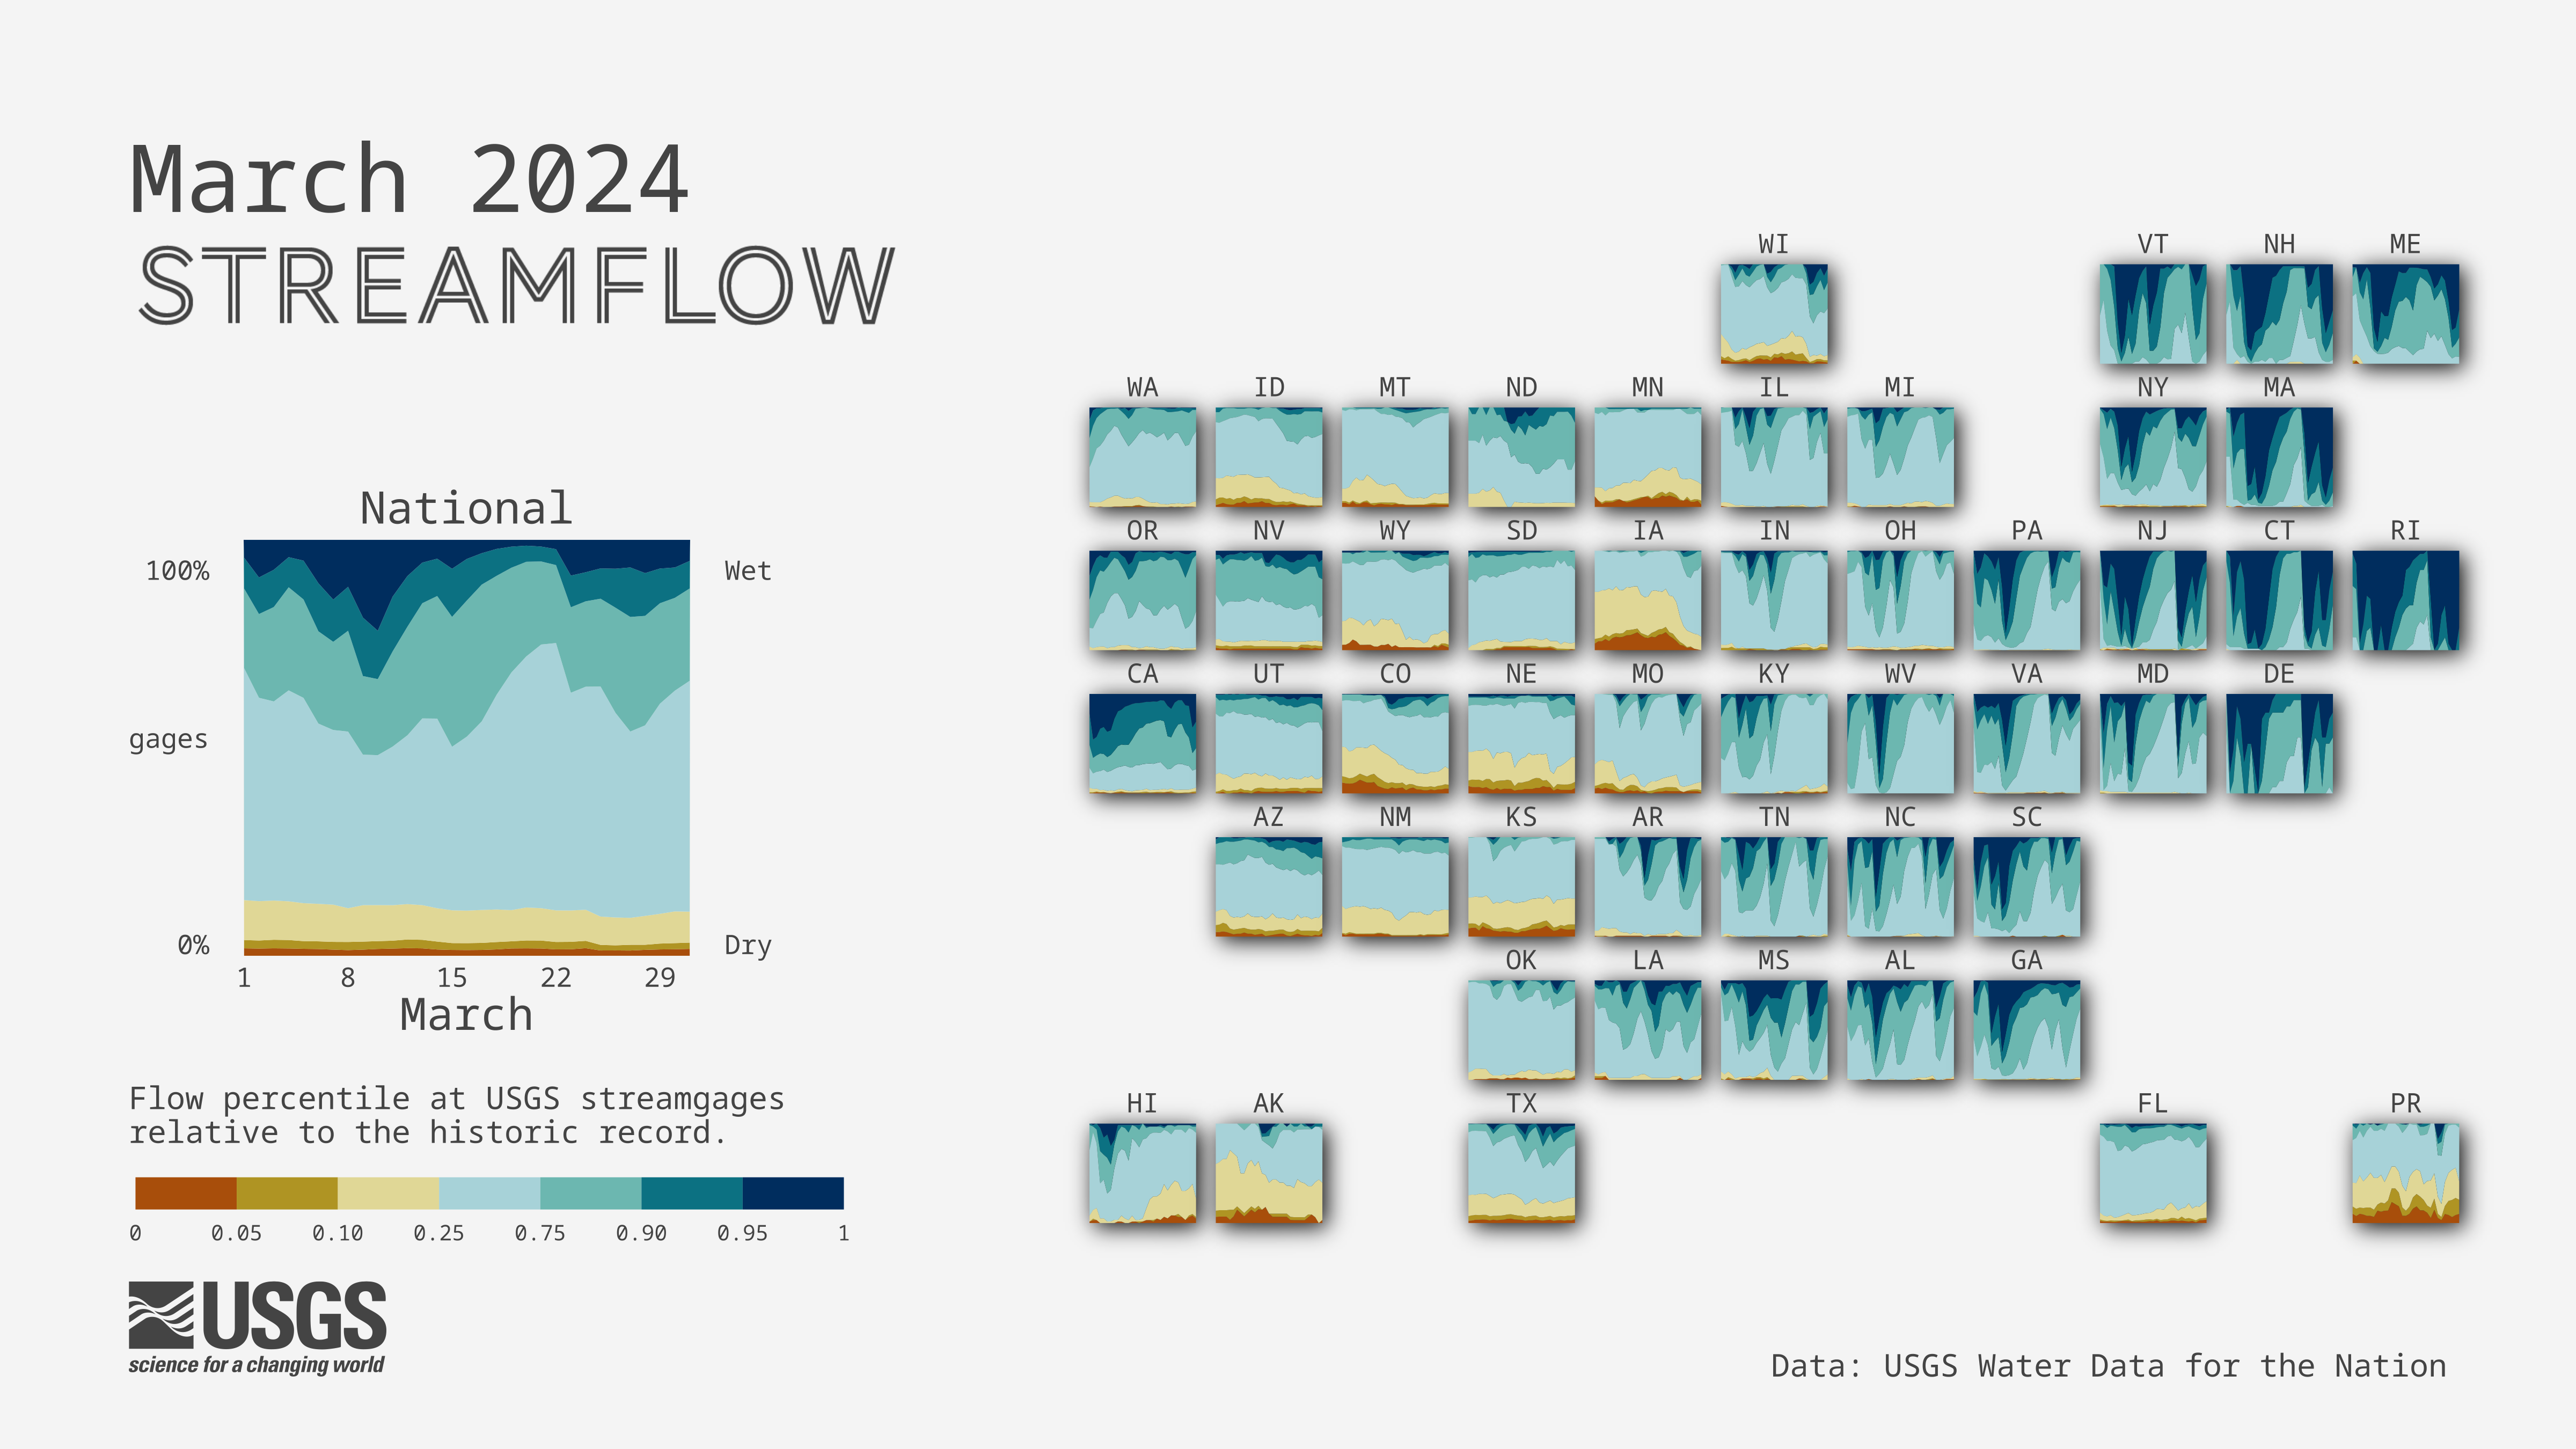 March 2024
STREAMFLOW
National
100%
Wet
gages
0%
Dry
1 8 15 22 29
March
Flow percentile at USGS streamgages
relative to the historic record.
0 0.05 0.10 0.25 0.75 0.90 0.95 1
USGS
science for a changing world
WI VT NH ME
WA ID MT ND MN IL MI NY MA
OR NV WY SD IA IN OH PA NJ CT RI
CA UT CO NE MO KY WV VA MD DE
AZ NM KS AR TN NC SC
OK LA MS AL GA
HI AK TX FL PR
Data: USGS Water Data for the Nation